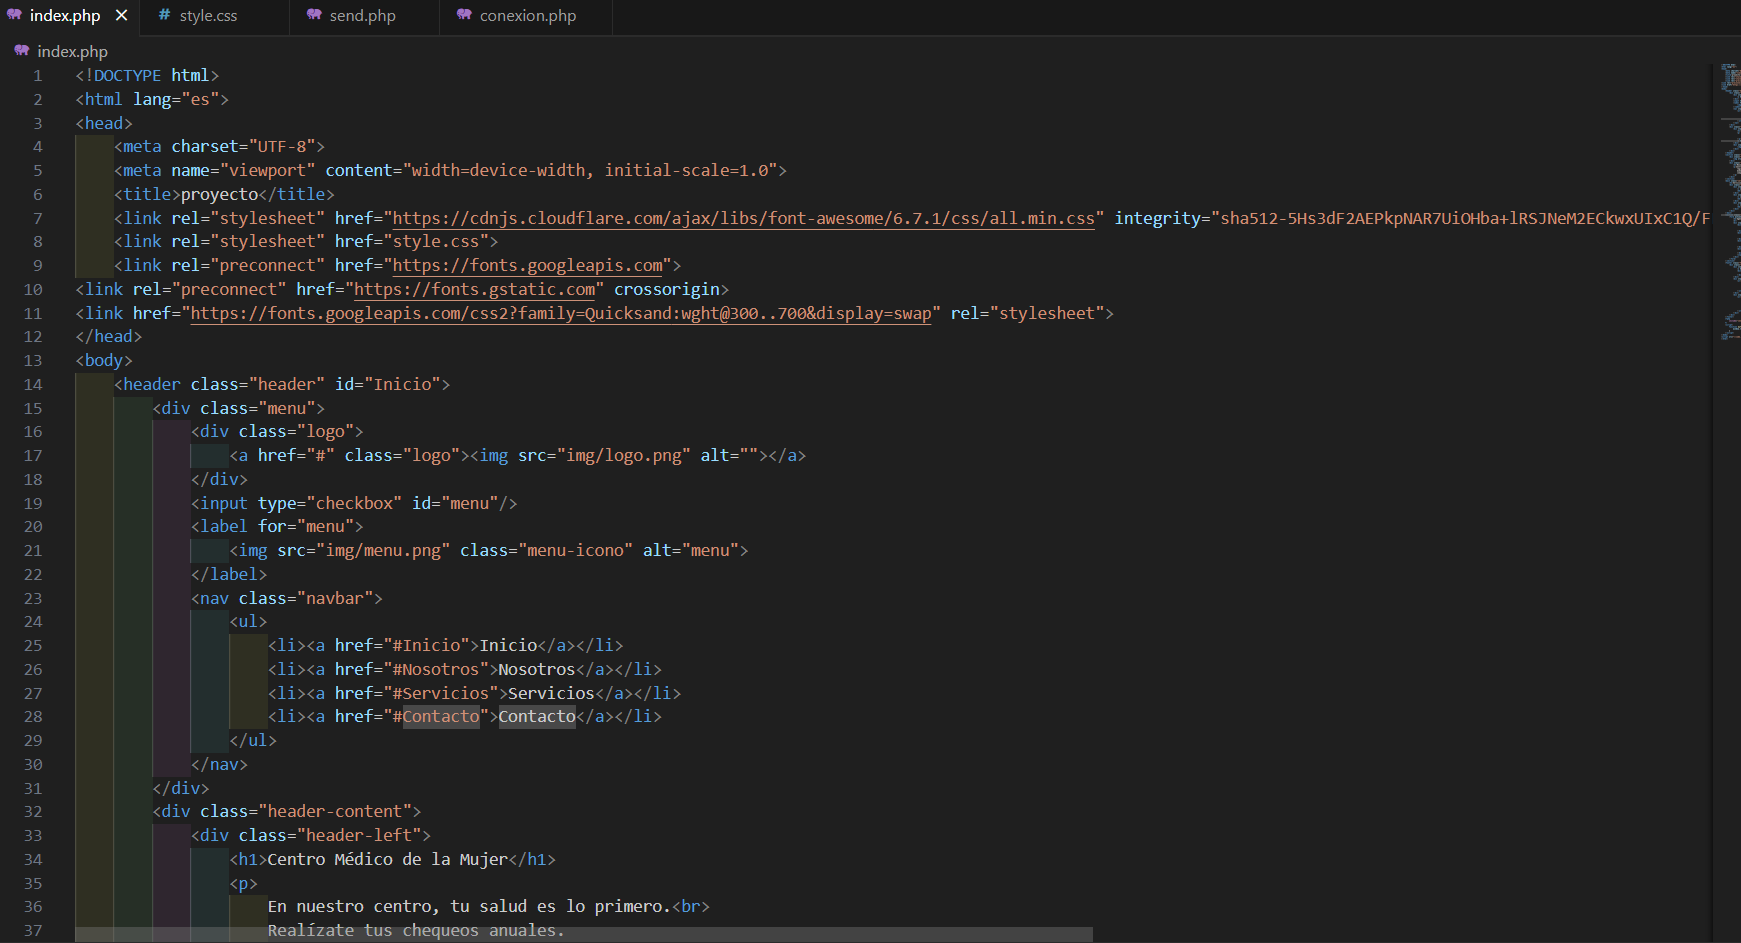 index.php
style.css
send.php
conexion.php
index.php
1 <!DOCTYPE html>
2 <html lang="es">
3 <head>
4 <meta charset="UTF-8">
5 <meta name="viewport" content="width=device-width, initial-scale=1.0">
6 <title>proyecto</title>
7 <link rel="stylesheet" href="https://cdnjs.cloudflare.com/ajax/libs/font-awesome/6.7.1/css/all.min.css" integrity="sha512-5Hs3dF2AEPkpNAR7UiOHba+lRSJNeM2ECkwxUIxC1Q/F
8 <link rel="stylesheet" href="style.css">
9 <link rel="preconnect" href="https://fonts.googleapis.com">
10 <link rel="preconnect" href="https://fonts.gstatic.com" crossorigin>
11 <link href="https://fonts.googleapis.com/css2?family=Quicksand:wght@300..700&display=swap" rel="stylesheet">
12 </head>
13 <body>
14 <header class="header" id="Inicio">
15 <div class="menu">
16 <div class="logo">
17 <a href="#" class="logo"><img src="img/logo.png" alt=""></a>
18 </div>
19 <input type="checkbox" id="menu"/>
20 <label for="menu">
21 <img src="img/menu.png" class="menu-icono" alt="menu">
22 </label>
23 <nav class="navbar">
24 <ul>
25 <li><a href="#Inicio">Inicio</a></li>
26 <li><a href="#Nosotros">Nosotros</a></li>
27 <li><a href="#Servicios">Servicios</a></li>
28 <li><a href="#Contacto">Contacto</a></li>
29 </ul>
30 </nav>
31 </div>
32 <div class="header-content">
33 <div class="header-left">
34 <h1>Centro Médico de la Mujer</h1>
35 <p>
36 En nuestro centro, tu salud es lo primero.<br>
37 Realízate tus chequeos anuales.